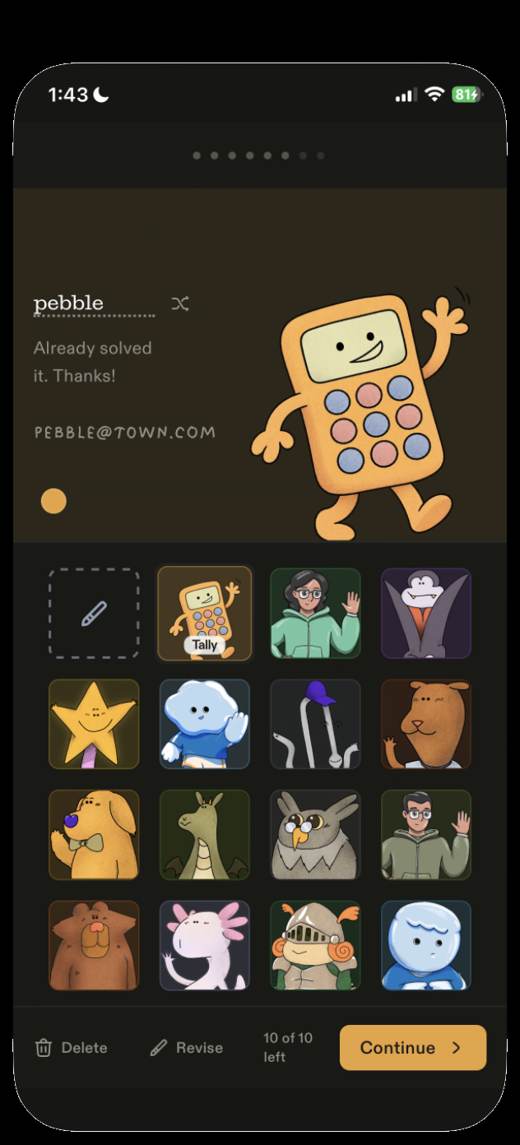 1:43
81
pebble
Already solved
it. Thanks!
PEBBLE@TOWN.COM
Tally
Delete
Revise
10 of 10
left
Continue